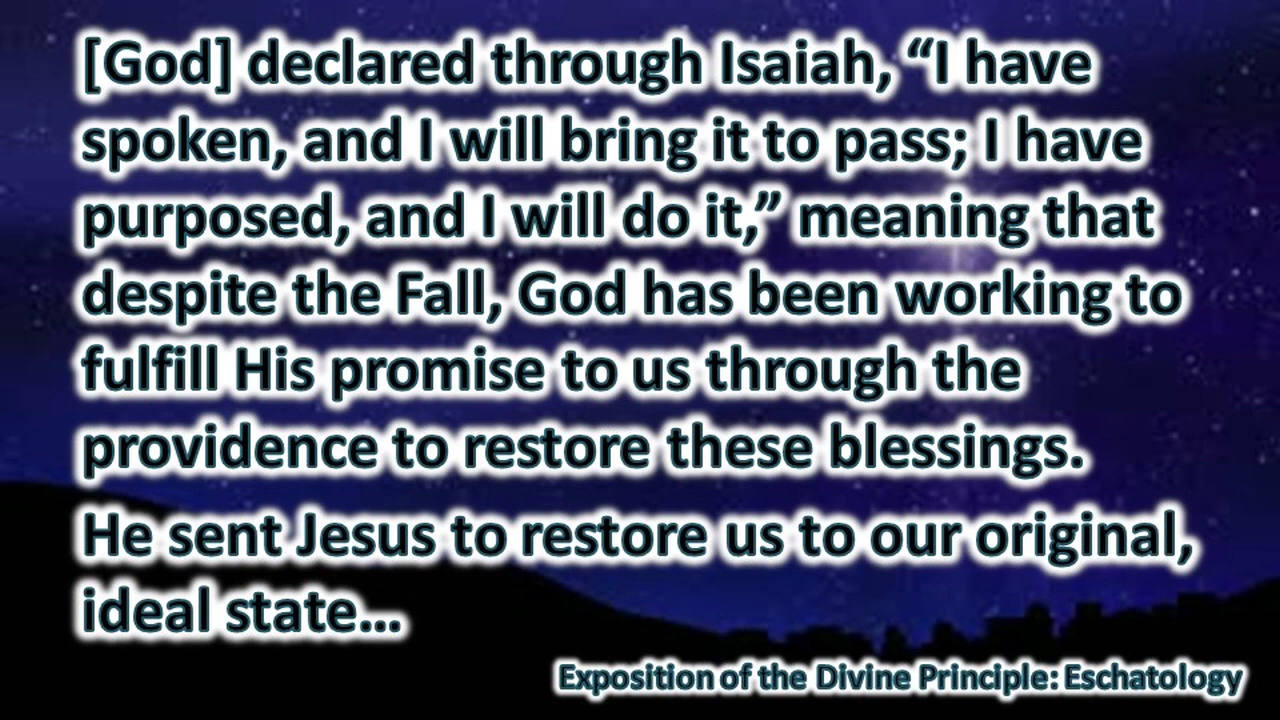 [God] declared through Isaiah, “I have
spoken, and I will bring it to pass; I have
purposed, and I will do it,” meaning that
despite the Fall, God has been working to
fulfill His promise to us through the
providence to restore these blessings.
He sent Jesus to restore us to our original,
ideal state…
Exposition of the Divine Principle: Eschatology